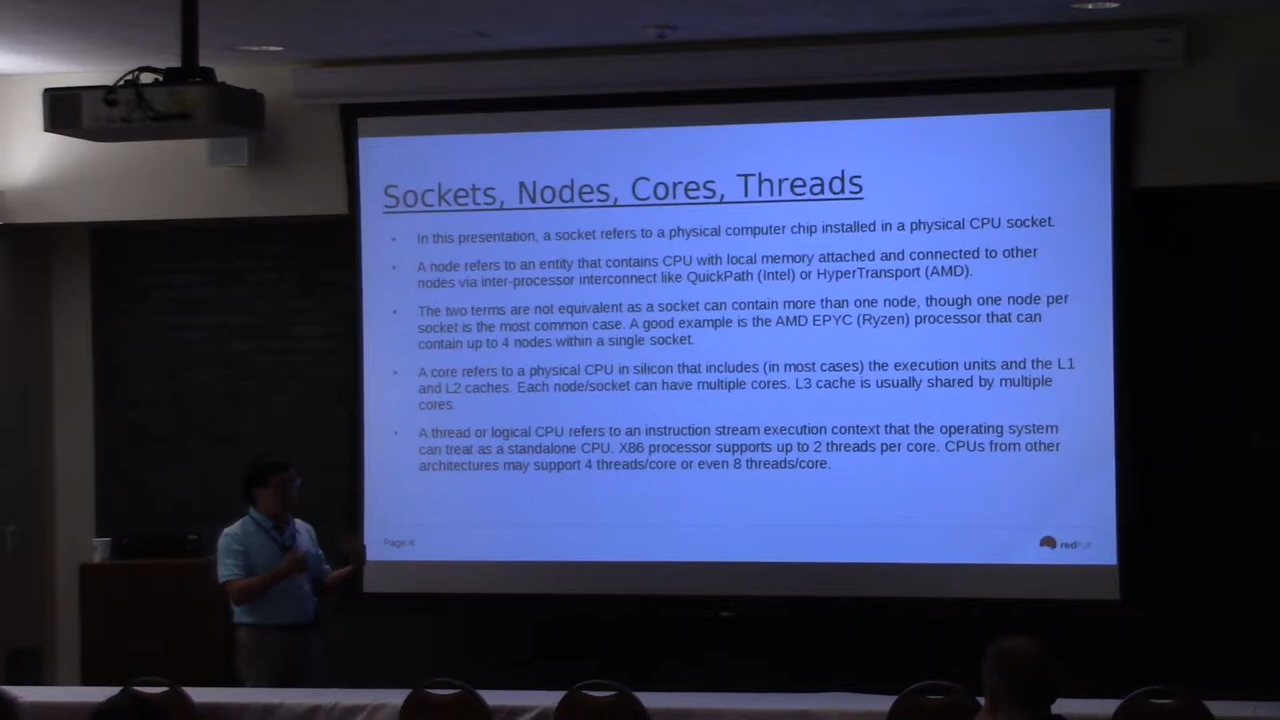 Sockets, Nodes, Cores, Threads
• In this presentation, a socket refers to a physical computer chip installed in a physical CPU socket.
• A node refers to an entity that contains CPU with local memory attached and connected to other
nodes via inter-processor interconnect like QuickPath (Intel) or HyperTransport (AMD).
• The two terms are not equivalent as a socket can contain more than one node, though one node per
socket is the most common case. A good example is the AMD EPYC (Ryzen) processor that can
contain up to 4 nodes within a single socket.
• A core refers to a physical CPU in silicon that includes (in most cases) the execution units and the L1
and L2 caches. Each node/socket can have multiple cores. L3 cache is usually shared by multiple
cores.
• A thread or logical CPU refers to an instruction stream execution context that the operating system
can treat as a standalone CPU. X86 processor supports up to 2 threads per core. CPUs from other
architectures may support 4 threads/core or even 8 threads/core.
Page 4
redhat